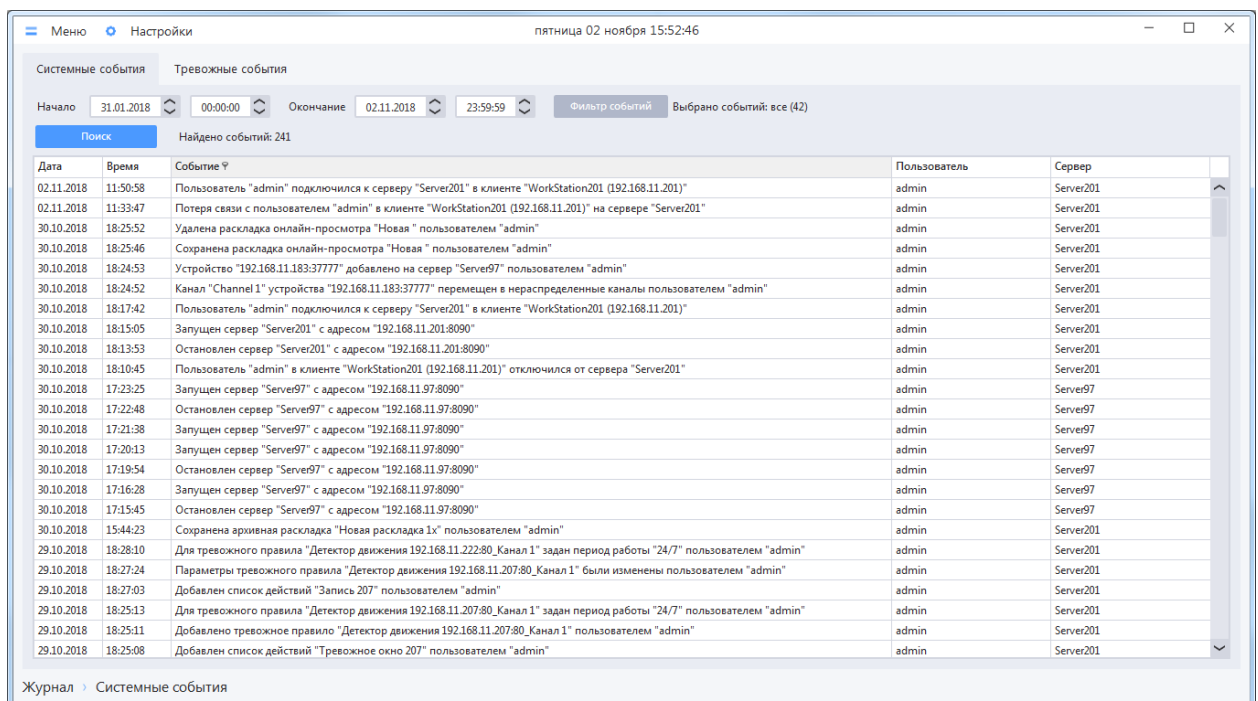 Меню Настройки пятница 02 ноября 15:52:46
Системные события Тревожные события
Начало 31.01.2018 00:00:00 Окончание 02.11.2018 23:59:59 Фильтр событий Выбрано событий: все (42)
Поиск Найдено событий: 241
Дата Время Событие Пользователь Сервер
02.11.2018 11:50:58 Пользователь "admin" подключился к серверу "Server201" в клиенте "WorkStation201 (192.168.11.201)" admin Server201
02.11.2018 11:33:47 Потеря связи с пользователем "admin" в клиенте "WorkStation201 (192.168.11.201)" на сервере "Server201" admin Server201
30.10.2018 18:25:52 Удалена раскладка онлайн-просмотра "Новая " пользователем "admin" admin Server201
30.10.2018 18:25:46 Сохранена раскладка онлайн-просмотра "Новая " пользователем "admin" admin Server201
30.10.2018 18:24:53 Устройство "192.168.11.183:37777" добавлено на сервер "Server97" пользователем "admin" admin Server201
30.10.2018 18:24:52 Канал "Channel 1" устройства "192.168.11.183:37777" перемещен в нераспределенные каналы пользователем "admin" admin Server201
30.10.2018 18:17:42 Пользователь "admin" подключился к серверу "Server201" в клиенте "WorkStation201 (192.168.11.201)" admin Server201
30.10.2018 18:15:05 Запущен сервер "Server201" с адресом "192.168.11.201:8090" admin Server201
30.10.2018 18:13:53 Остановлен сервер "Server201" с адресом "192.168.11.201:8090" admin Server201
30.10.2018 18:10:45 Пользователь "admin" в клиенте "WorkStation201 (192.168.11.201)" отключился от сервера "Server201" admin Server201
30.10.2018 17:23:25 Запущен сервер "Server97" с адресом "192.168.11.97:8090" admin Server97
30.10.2018 17:22:48 Остановлен сервер "Server97" с адресом "192.168.11.97:8090" admin Server97
30.10.2018 17:21:38 Запущен сервер "Server97" с адресом "192.168.11.97:8090" admin Server97
30.10.2018 17:20:13 Запущен сервер "Server97" с адресом "192.168.11.97:8090" admin Server97
30.10.2018 17:19:54 Остановлен сервер "Server97" с адресом "192.168.11.97:8090" admin Server97
30.10.2018 17:16:28 Запущен сервер "Server97" с адресом "192.168.11.97:8090" admin Server97
30.10.2018 17:15:45 Остановлен сервер "Server97" с адресом "192.168.11.97:8090" admin Server97
30.10.2018 15:44:23 Сохранена архивная раскладка "Новая раскладка 1x" пользователем "admin" admin Server201
29.10.2018 18:28:10 Для тревожного правила "Детектор движения 192.168.11.222:80_Канал 1" задан период работы "24/7" пользователем "admin" admin Server201
29.10.2018 18:27:24 Параметры тревожного правила "Детектор движения 192.168.11.207:80_Канал 1" были изменены пользователем "admin" admin Server201
29.10.2018 18:27:03 Добавлен список действий "Запись 207" пользователем "admin" admin Server201
29.10.2018 18:25:13 Для тревожного правила "Детектор движения 192.168.11.207:80_Канал 1" задан период работы "24/7" пользователем "admin" admin Server201
29.10.2018 18:25:11 Добавлено тревожное правило "Детектор движения 192.168.11.207:80_Канал 1" пользователем "admin" admin Server201
29.10.2018 18:25:08 Добавлен список действий "Тревожное окно 207" пользователем "admin" admin Server201
Журнал › Системные события